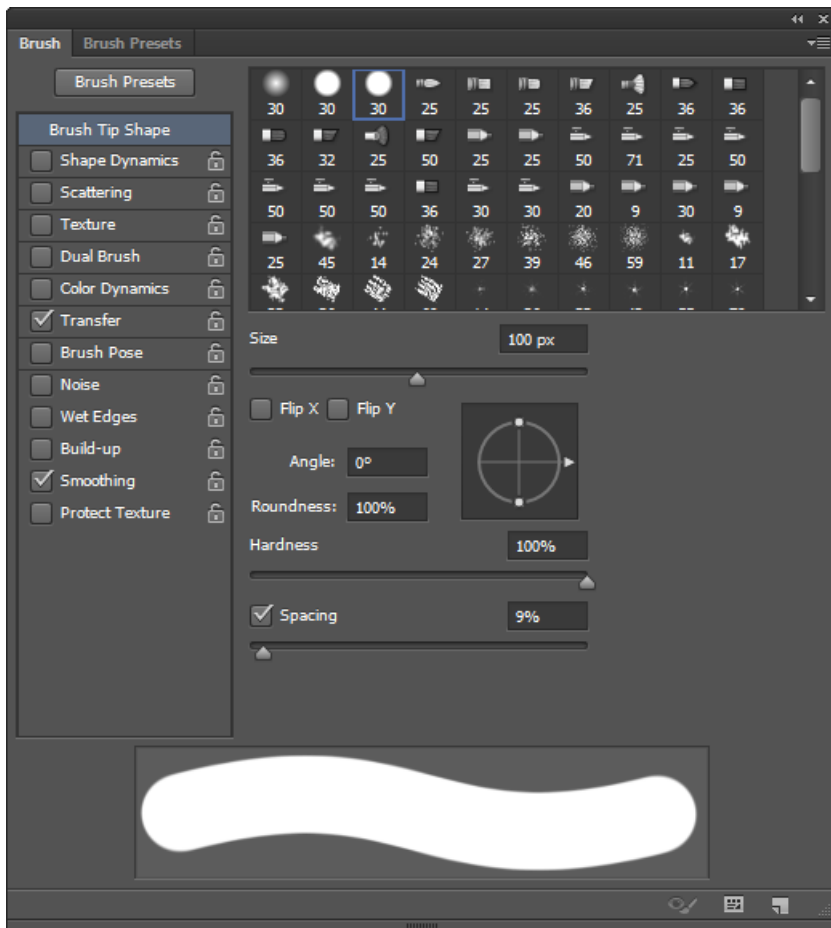 Brush Brush Presets
Brush Presets
Brush Tip Shape
Shape Dynamics
Scattering
Texture
Dual Brush
Color Dynamics
Transfer
Brush Pose
Noise
Wet Edges
Build-up
Smoothing
Protect Texture
30 30 30 25 25 25 36 25 36 36
36 32 25 50 25 25 50 71 25 50
50 50 50 36 30 30 20 9 30 9
25 45 14 24 27 39 46 59 11 17
Size 100 px
Flip X Flip Y
Angle: 0º
Roundness: 100%
Hardness 100%
Spacing 9%